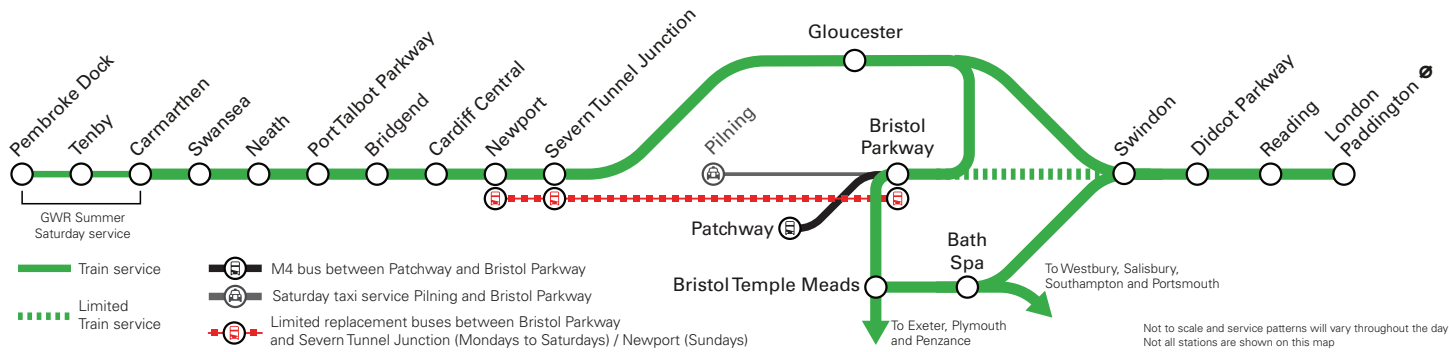 Pembroke Dock
Tenby
Carmarthen
Swansea
Neath
Port Talbot Parkway
Bridgend
Cardiff Central
Newport
Severn Tunnel Junction
Gloucester
Pilning
Bristol
Parkway
Patchway
Swindon
Didcot Parkway
Reading
London
Paddington
GWR Summer
Saturday service
Bristol Temple Meads
Bath
Spa
To Westbury, Salisbury,
Southampton and Portsmouth
To Exeter, Plymouth
and Penzance
Train service
Limited
Train service
M4 bus between Patchway and Bristol Parkway
Saturday taxi service Pilning and Bristol Parkway
Limited replacement buses between Bristol Parkway
and Severn Tunnel Junction (Mondays to Saturdays) / Newport (Sundays)
Not to scale and service patterns will vary throughout the day
Not all stations are shown on this map